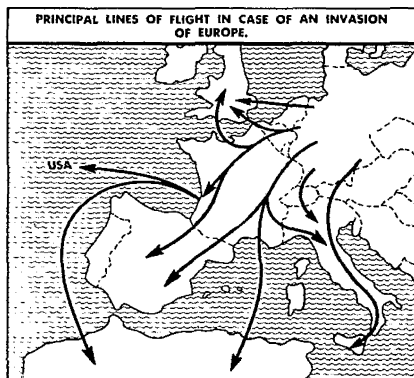 PRINCIPAL LINES OF FLIGHT IN CASE OF AN INVASION
OF EUROPE.
USA